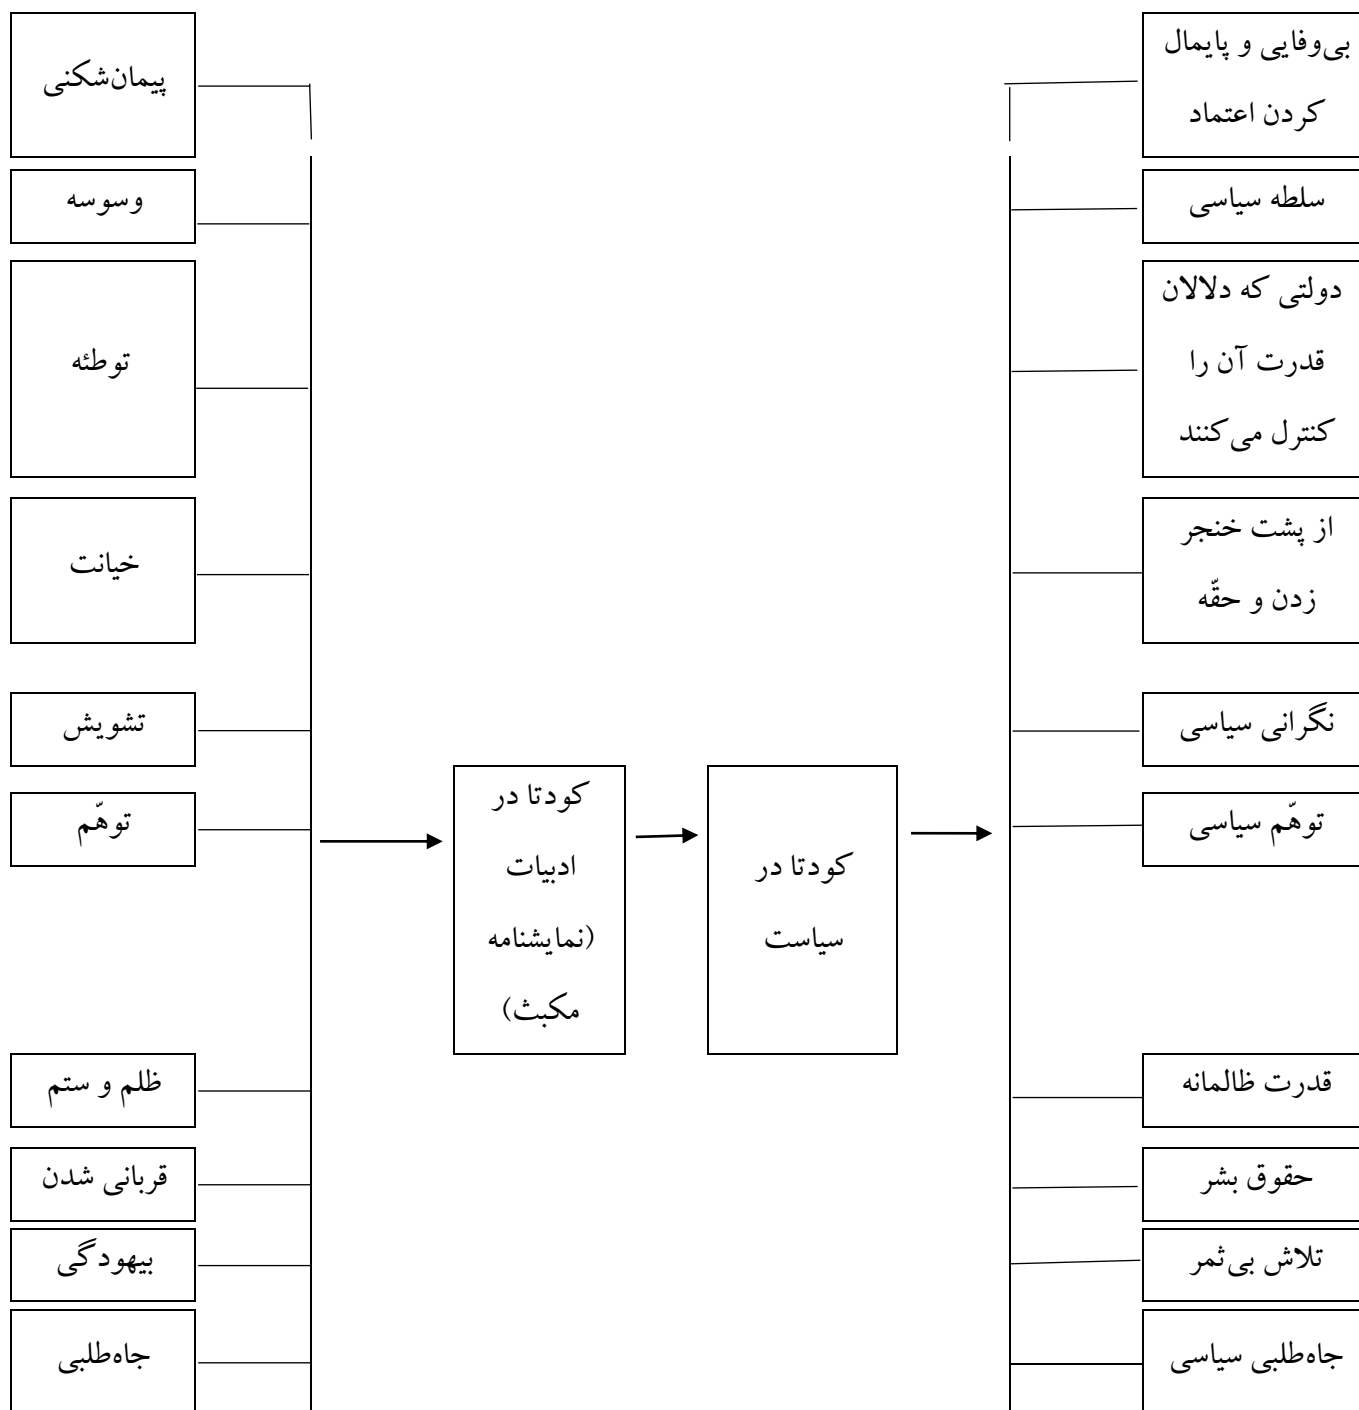 بی‌وفایی و پایمال
کردن اعتماد
سلطه سیاسی
دولتی که دلالان
قدرت آن را
کنترل می‌کنند
از پشت خنجر
زدن و حقّه
نگرانی سیاسی
توهّم سیاسی
قدرت ظالمانه
حقوق بشر
تلاش بی‌ثمر
جاه‌طلبی سیاسی
کودتا در
سیاست
کودتا در
ادبیات
(نمایشنامه
مکبث)
پیمان‌شکنی
وسوسه
توطئه
خیانت
تشویش
توهّم
ظلم و ستم
قربانی شدن
بیهودگی
جاه‌طلبی